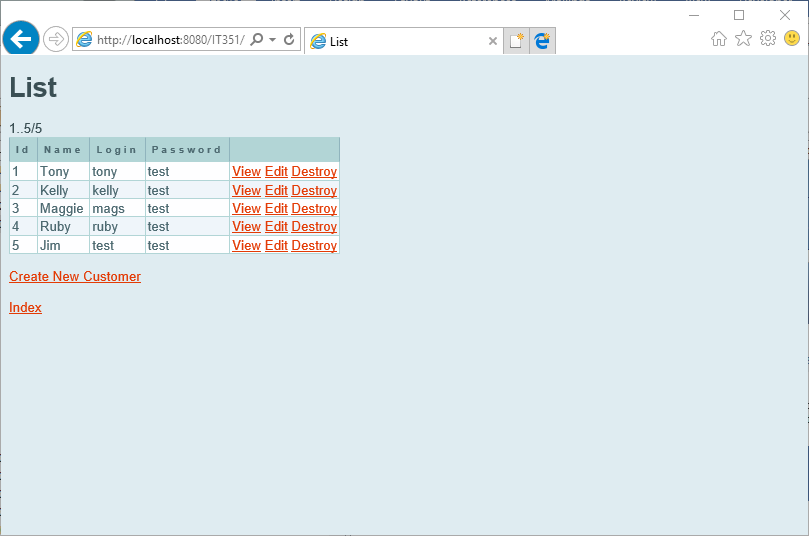 http://localhost:8080/IT351/
List
List
1..5/5
Id Name Login Password
1 Tony tony test View Edit Destroy
2 Kelly kelly test View Edit Destroy
3 Maggie mags test View Edit Destroy
4 Ruby ruby test View Edit Destroy
5 Jim test test View Edit Destroy
Create New Customer
Index